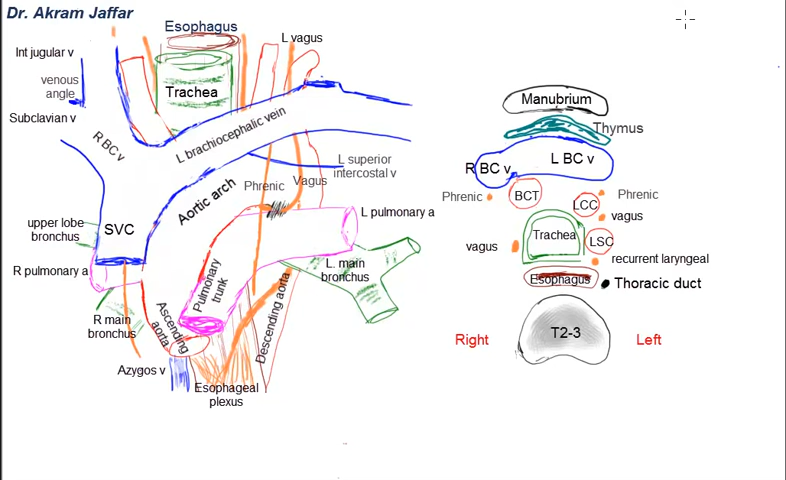 Dr. Akram Jaffar
Esophagus
L vagus
Int jugular v
venous
angle
Trachea
Subclavian v
R BC v
L brachiocephalic vein
L superior
intercostal v
Phrenic
Vagus
Aortic arch
upper lobe
bronchus
SVC
L pulmonary a
R pulmonary a
Pulmonary
trunk
L. main
bronchus
R main
bronchus
Ascending
aorta
Descending aorta
Azygos v
Esophageal
plexus
Manubrium
Thymus
R BC v
L BC v
Phrenic
BCT
Phrenic
LCC
vagus
Trachea
LSC
vagus
recurrent laryngeal
Esophagus
Thoracic duct
T2-3
Right
Left